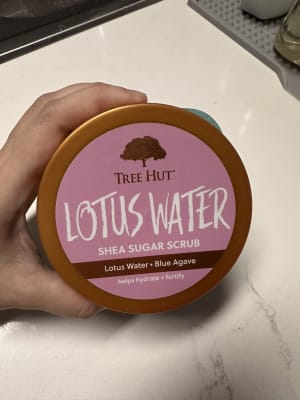 TREE HUT
LOTUS WATER
SHEA SUGAR SCRUB
Lotus Water • Blue Agave
helps hydrate + fortify